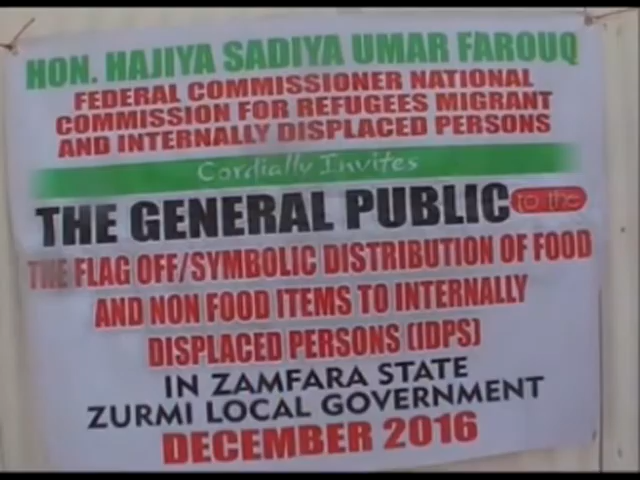 HON. HAJIYA SADIYA UMAR FAROUQ
FEDERAL COMMISSIONER NATIONAL
COMMISSION FOR REFUGEES MIGRANT
AND INTERNALLY DISPLACED PERSONS
Cordially Invites
THE GENERAL PUBLIC to the
THE FLAG OFF/SYMBOLIC DISTRIBUTION OF FOOD
AND NON FOOD ITEMS TO INTERNALLY
DISPLACED PERSONS (IDPS)
IN ZAMFARA STATE
ZURMI LOCAL GOVERNMENT
DECEMBER 2016